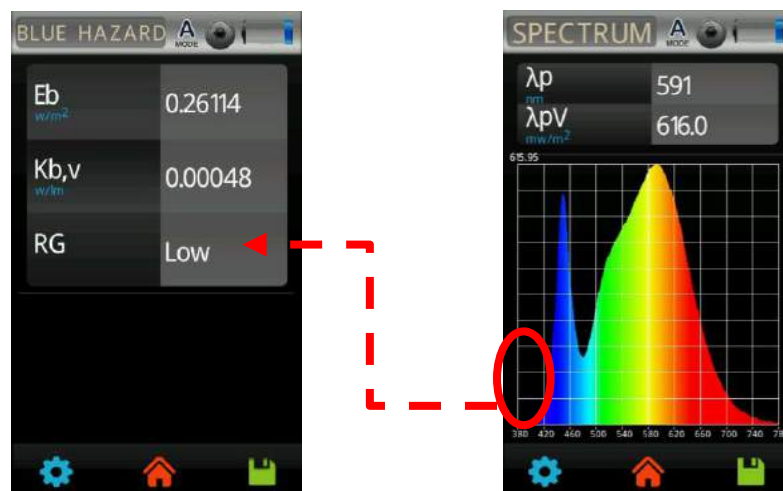 BLUE HAZARD A MODE
Eb 0.26114
w/m²
Kb,v 0.00048
w/lm
RG Low
SPECTRUM A MODE
λp 591
nm
λpV 616.0
mw/m²
615.95
380 420 460 500 540 580 620 660 700 740 78